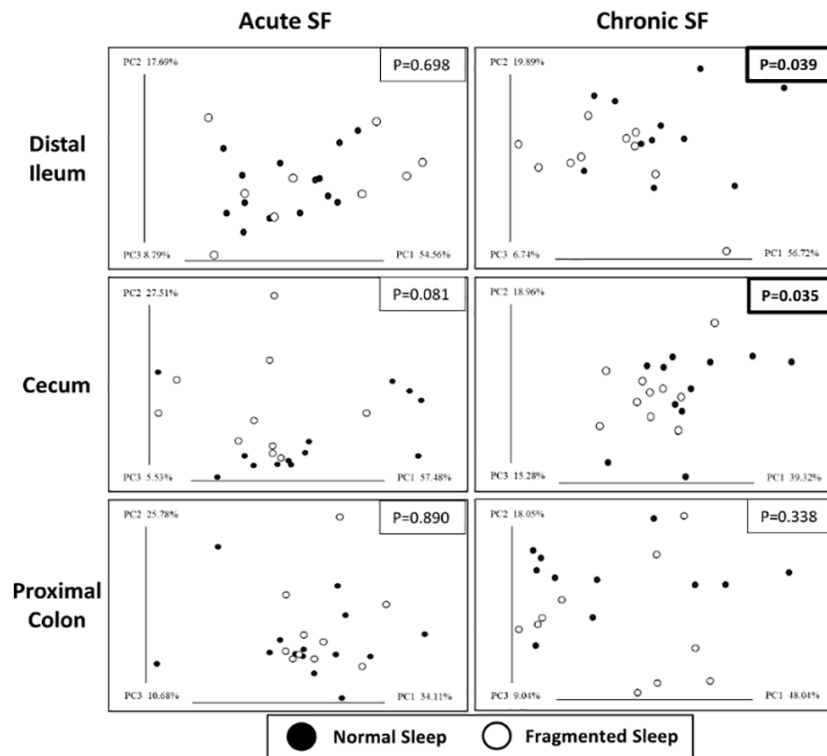 Acute SF
Chronic SF
Distal
Ileum
PC2 17.69%
P=0.698
PC3 8.79%
PC1 54.56%
PC2 19.89%
P=0.039
PC3 6.74%
PC1 56.72%
Cecum
PC2
27.51%
P=0.081
PC3
5.53%
PC1 57.48%
PC2 18.96%
P=0.035
PC3 15.28%
PC1 39.32%
Proximal
Colon
PC2 25.78%
P=0.890
PC3 10.68%
PC1 34.11%
PC2 18.05%
P=0.338
PC3 9.04%
PC1 48.04%
Normal Sleep
Fragmented Sleep